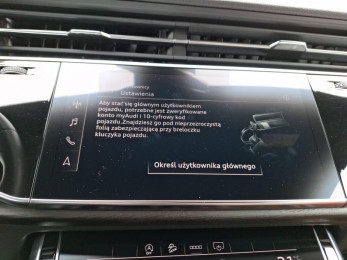 Ustawienia
Aby stać się głównym użytkownikiem
pojazdu, potrzebne jest zweryfikowane
konto myAudi i 10-cyfrowy kod
pojazdu.Znajdziesz go pod nieprzezroczystą
folią zabezpieczającą przy breloczku
kluczyka pojazdu.
Określ użytkownika głównego